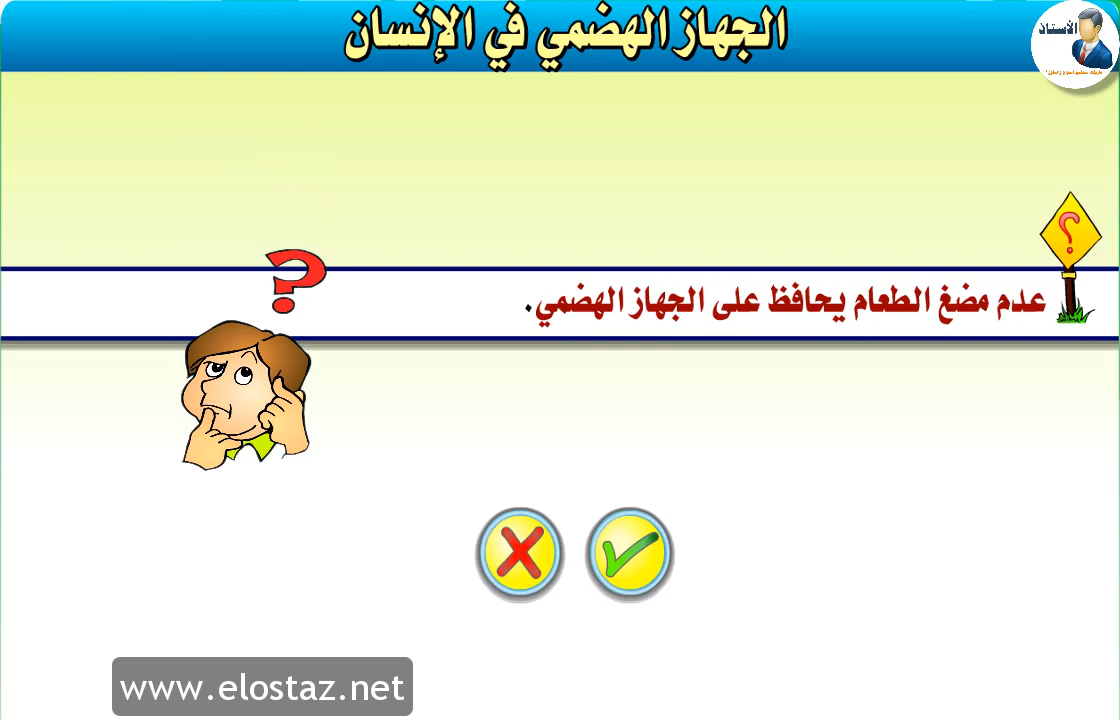 الجهاز الهضمي في الإنسان
الأستاذ
؟
عدم مضغ الطعام يحافظ على الجهاز الهضمي.
?
www.elostaz.net